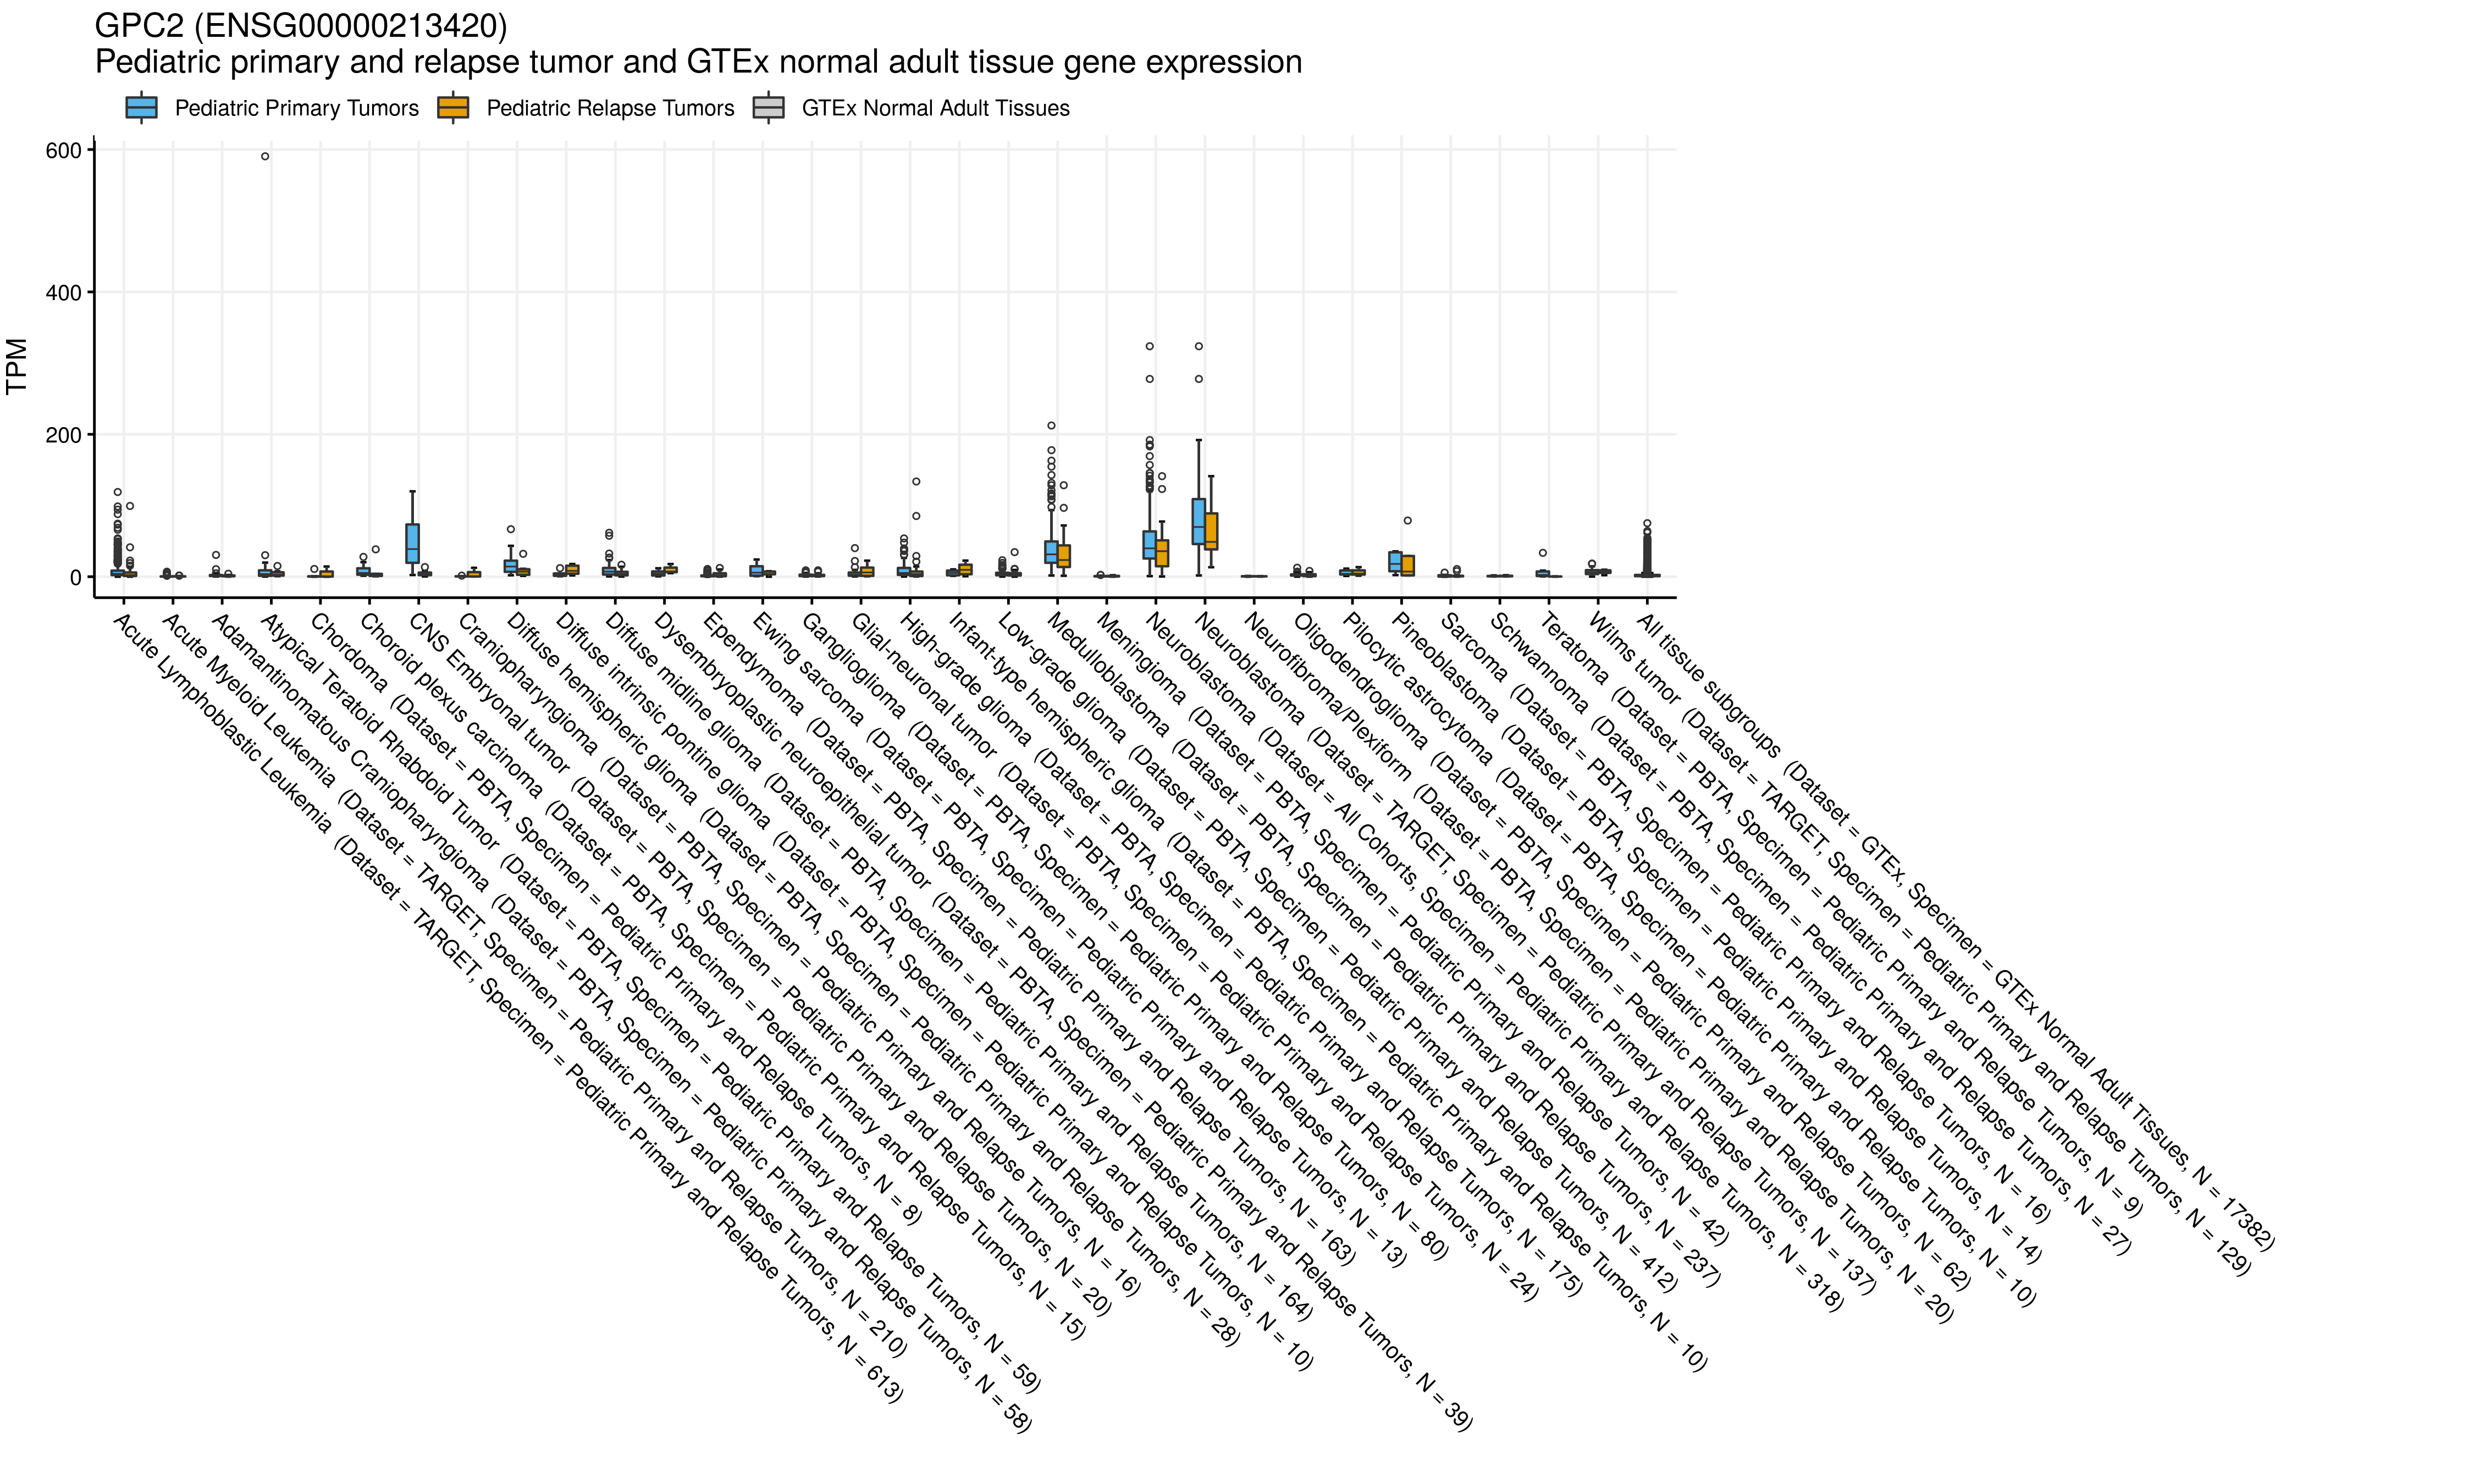 GPC2 (ENSG00000213420)
Pediatric primary and relapse tumor and GTEx normal adult tissue gene expression
Pediatric Primary Tumors
Pediatric Relapse Tumors
GTEx Normal Adult Tissues
TPM
600
400
200
0
Acute Lymphoblastic Leukemia (Dataset = TARGET, Specimen = Pediatric Primary and Relapse Tumors, N = 613)
Acute Myeloid Leukemia (Dataset = TARGET, Specimen = Pediatric Primary and Relapse Tumors, N = 210)
Adamantinomatous Craniopharyngioma (Dataset = PBTA, Specimen = Pediatric Primary and Relapse Tumors, N = 58)
Atypical Teratoid Rhabdoid Tumor (Dataset = PBTA, Specimen = Pediatric Primary and Relapse Tumors, N = 59)
Chordoma (Dataset = PBTA, Specimen = Pediatric Primary and Relapse Tumors, N = 8)
Choroid plexus carcinoma (Dataset = PBTA, Specimen = Pediatric Primary and Relapse Tumors, N = 15)
CNS Embryonal tumor (Dataset = PBTA, Specimen = Pediatric Primary and Relapse Tumors, N = 20)
Craniopharyngioma (Dataset = PBTA, Specimen = Pediatric Primary and Relapse Tumors, N = 16)
Diffuse hemispheric glioma (Dataset = PBTA, Specimen = Pediatric Primary and Relapse Tumors, N = 28)
Diffuse intrinsic pontine glioma (Dataset = PBTA, Specimen = Pediatric Primary and Relapse Tumors, N = 10)
Diffuse midline glioma (Dataset = PBTA, Specimen = Pediatric Primary and Relapse Tumors, N = 164)
Dysembryoplastic neuroepithelial tumor (Dataset = PBTA, Specimen = Pediatric Primary and Relapse Tumors, N = 39)
Ependymoma (Dataset = PBTA, Specimen = Pediatric Primary and Relapse Tumors, N = 163)
Ewing sarcoma (Dataset = PBTA, Specimen = Pediatric Primary and Relapse Tumors, N = 13)
Ganglioglioma (Dataset = PBTA, Specimen = Pediatric Primary and Relapse Tumors, N = 80)
Glial-neuronal tumor (Dataset = PBTA, Specimen = Pediatric Primary and Relapse Tumors, N = 24)
High-grade glioma (Dataset = PBTA, Specimen = Pediatric Primary and Relapse Tumors, N = 175)
Infant-type hemispheric glioma (Dataset = PBTA, Specimen = Pediatric Primary and Relapse Tumors, N = 10)
Low-grade glioma (Dataset = PBTA, Specimen = Pediatric Primary and Relapse Tumors, N = 412)
Medulloblastoma (Dataset = PBTA, Specimen = Pediatric Primary and Relapse Tumors, N = 237)
Meningioma (Dataset = PBTA, Specimen = Pediatric Primary and Relapse Tumors, N = 42)
Neuroblastoma (Dataset = All Cohorts, Specimen = Pediatric Primary and Relapse Tumors, N = 318)
Neuroblastoma (Dataset = TARGET, Specimen = Pediatric Primary and Relapse Tumors, N = 137)
Neurofibroma/Plexiform (Dataset = PBTA, Specimen = Pediatric Primary and Relapse Tumors, N = 20)
Oligodendroglioma (Dataset = PBTA, Specimen = Pediatric Primary and Relapse Tumors, N = 62)
Pilocytic astrocytoma (Dataset = PBTA, Specimen = Pediatric Primary and Relapse Tumors, N = 10)
Pineoblastoma (Dataset = PBTA, Specimen = Pediatric Primary and Relapse Tumors, N = 14)
Sarcoma (Dataset = PBTA, Specimen = Pediatric Primary and Relapse Tumors, N = 16)
Schwannoma (Dataset = PBTA, Specimen = Pediatric Primary and Relapse Tumors, N = 27)
Teratoma (Dataset = PBTA, Specimen = Pediatric Primary and Relapse Tumors, N = 9)
Wilms tumor (Dataset = TARGET, Specimen = Pediatric Primary and Relapse Tumors, N = 129)
All tissue subgroups (Dataset = GTEx, Specimen = GTEx Normal Adult Tissues, N = 17382)